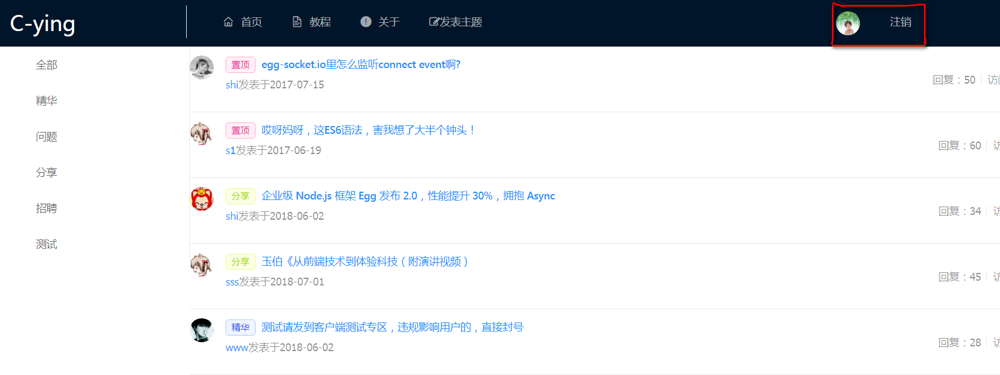 C-ying
首页 教程 关于 发表主题 注销
全部
精华
问题
分享
招聘
测试
置顶 egg-socket.io里怎么监听connect event啊?
shi发表于2017-07-15
回复：50 访问
置顶 哎呀妈呀，这ES6语法，害我想了大半个钟头！
s1发表于2017-06-19
回复：60
分享 企业级 Node.js 框架 Egg 发布 2.0，性能提升 30%，拥抱 Async
shi发表于2018-06-02
回复：34
分享 玉伯《从前端技术到体验科技（附演讲视频）
sss发表于2018-07-01
回复：45
精华 测试请发到客户端测试专区，违规影响用户的，直接封号
www发表于2018-06-02
回复：28